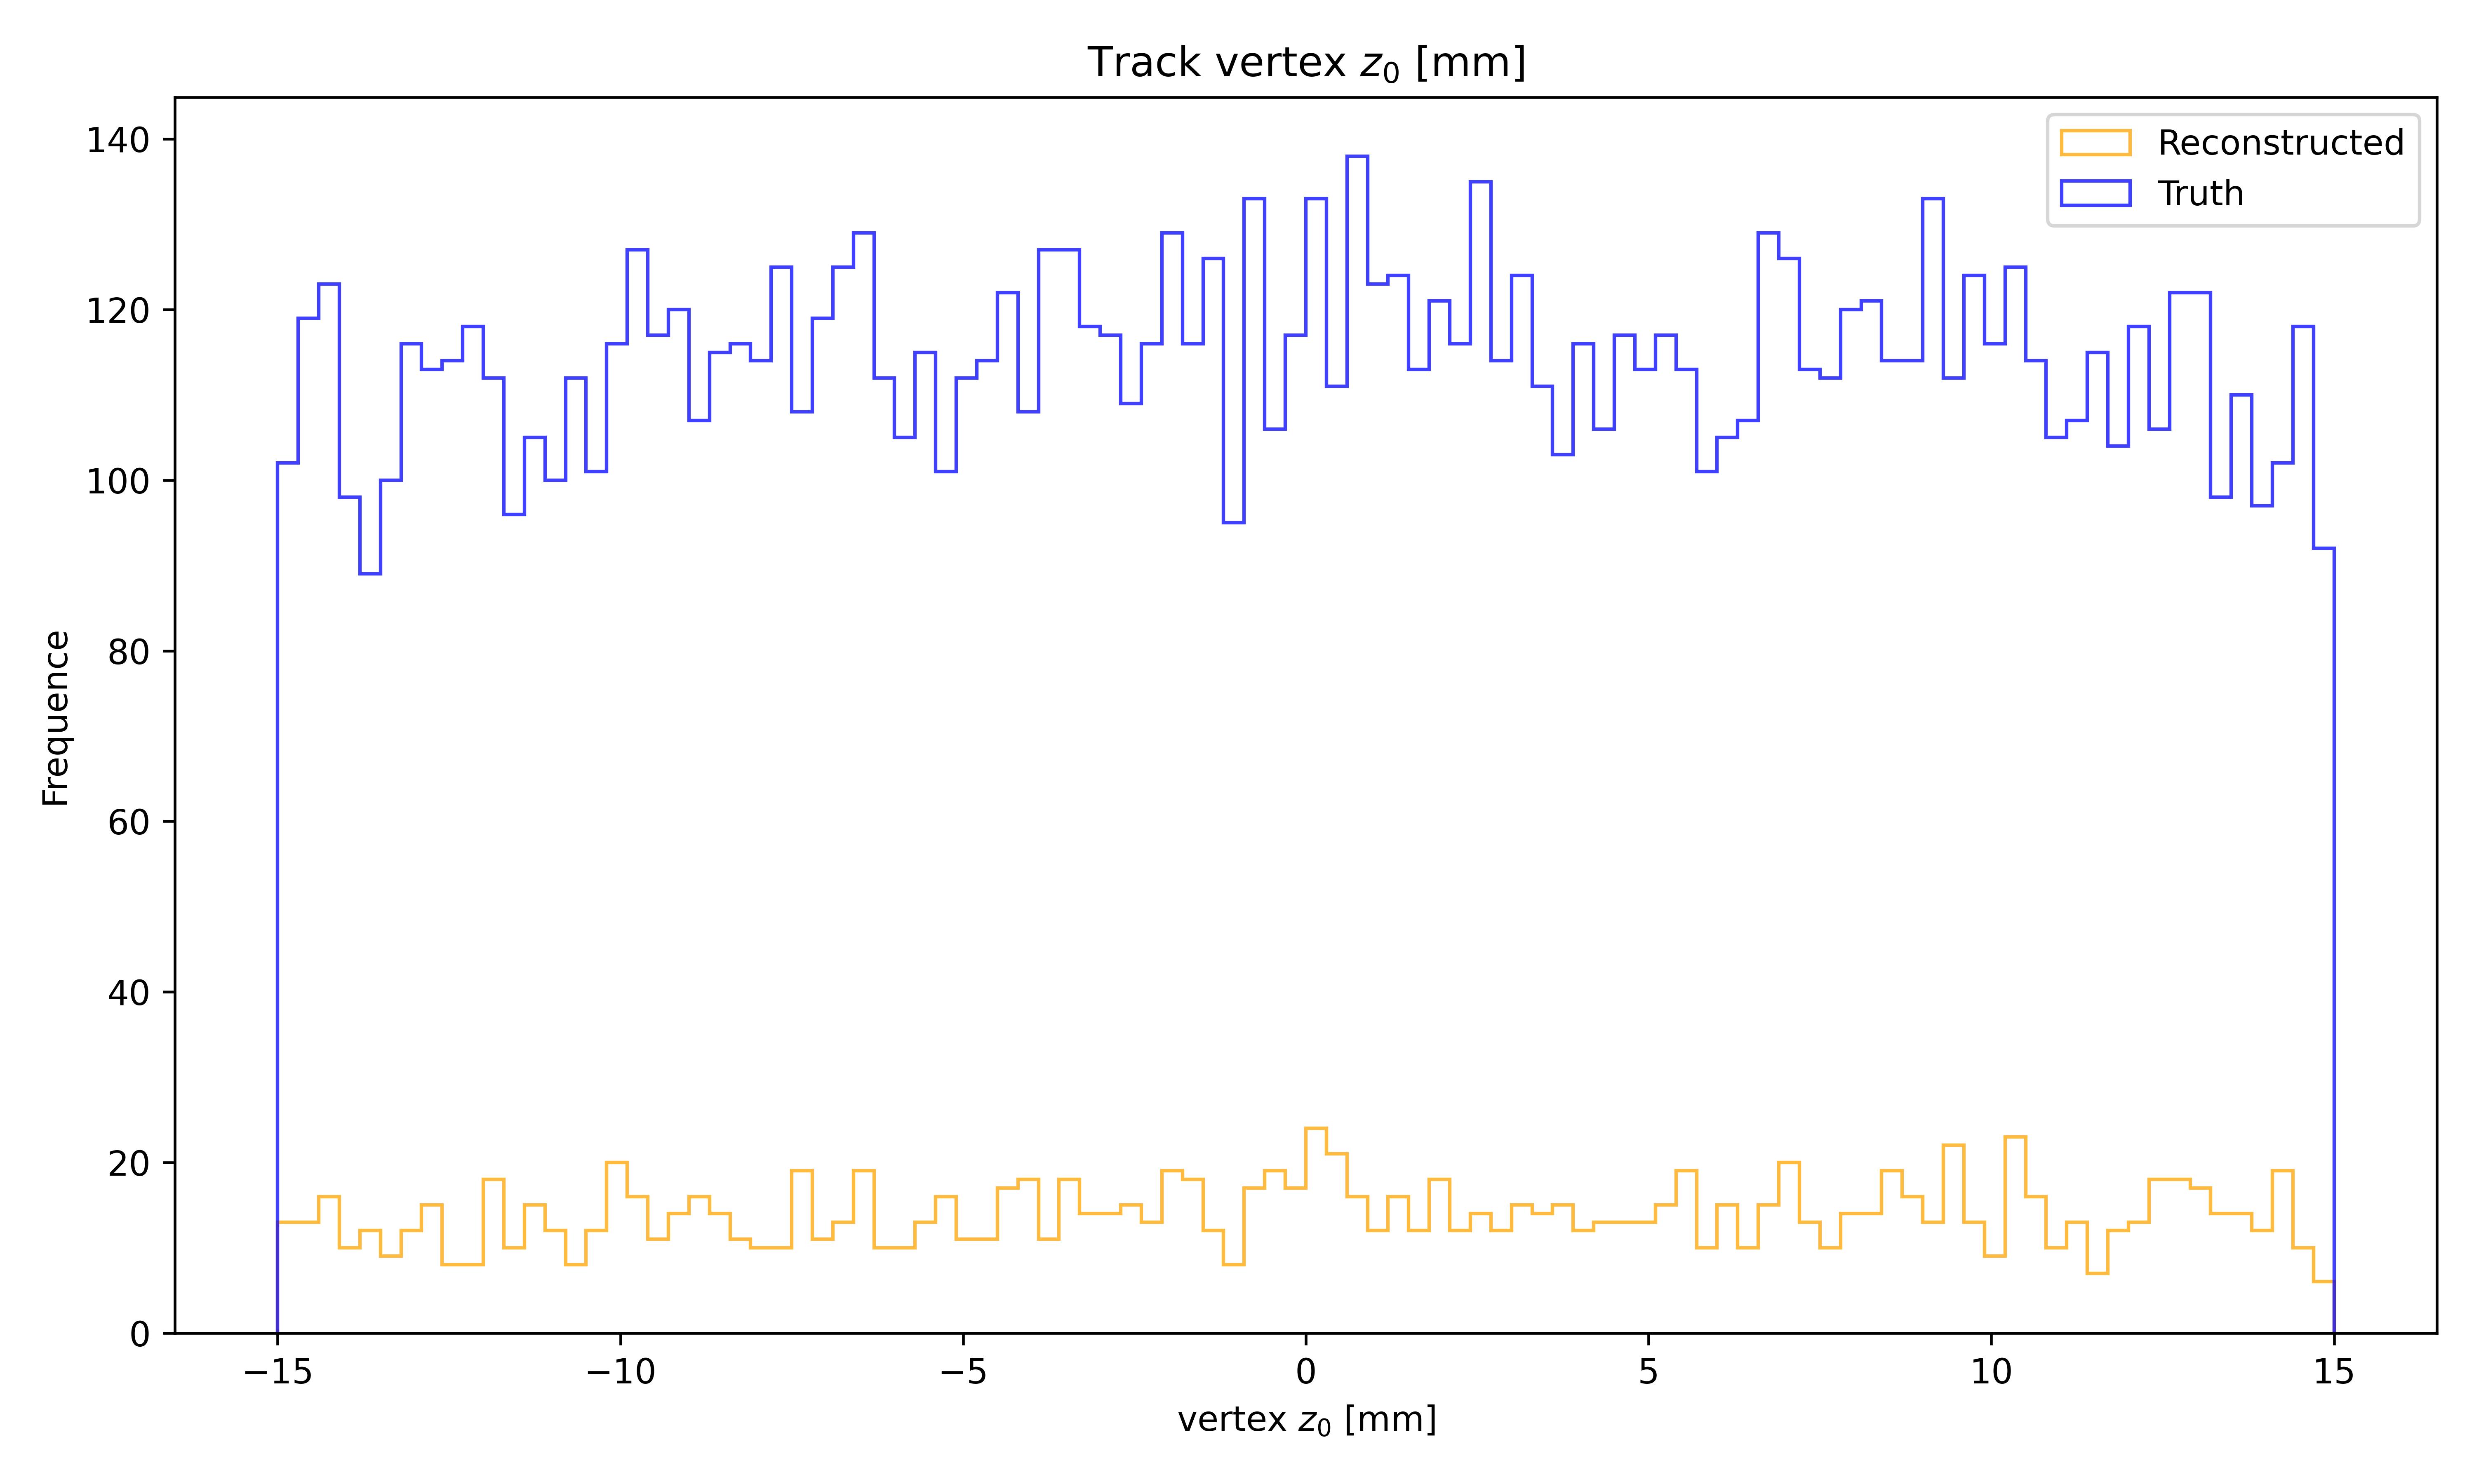 Track vertex z₀ [mm]
Reconstructed
Truth
Frequence
140
120
100
80
60
40
20
0
−15 −10 −5 0 5 10 15
vertex z₀ [mm]